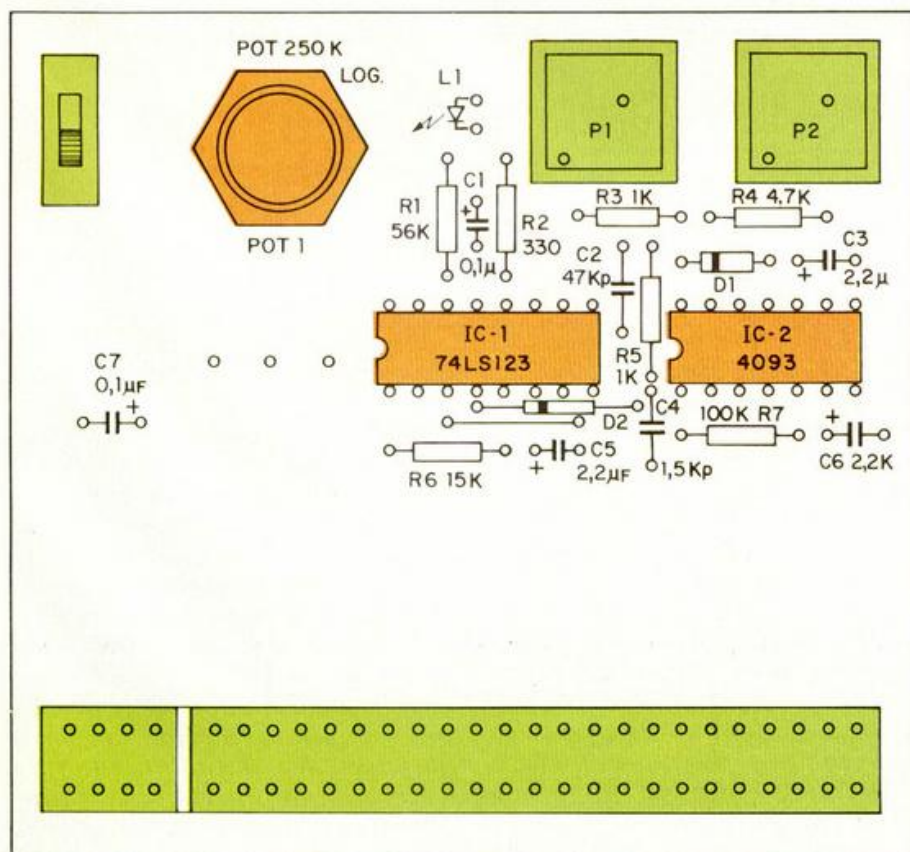 POT 250 K
LOG.
POT 1
L1
P1
P2
R1
56K
C1
+
0,1µ
R2
330
R3 1K
R4 4,7K
C2
47Kp
D1
C3
+
2,2µ
IC-1
74LS123
R5
1K
IC-2
4093
C7
0,1µF
+
D2
C4
1,5Kp
100K R7
+
C6 2,2K
R6 15K
+
C5
2,2µF